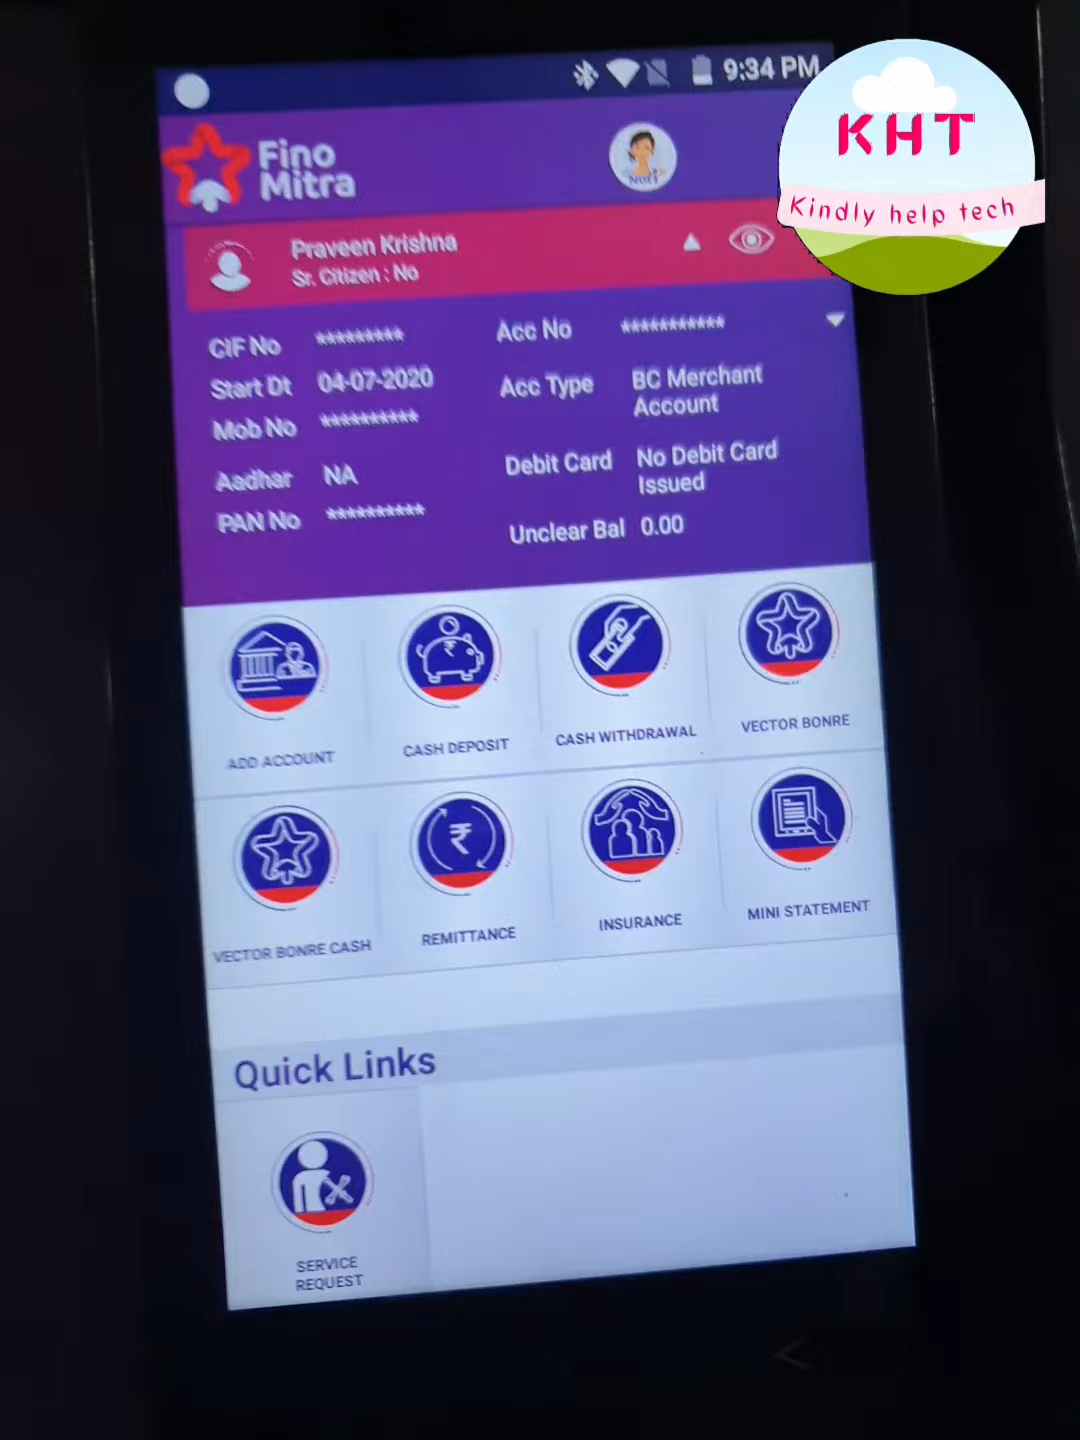 9:34 PM
Fino
Mitra
Nuri
KHT
Kindly help tech
Praveen Krishna
Sr. Citizen : No
CIF No *********
Acc No ***********
Start Dt 04-07-2020
Acc Type BC Merchant
Account
Mob No **********
Aadhar NA
Debit Card No Debit Card
Issued
PAN No **********
Unclear Bal 0.00
ADD ACCOUNT
CASH DEPOSIT
CASH WITHDRAWAL
VECTOR BONRE
VECTOR BONRE CASH
REMITTANCE
INSURANCE
MINI STATEMENT
Quick Links
SERVICE
REQUEST